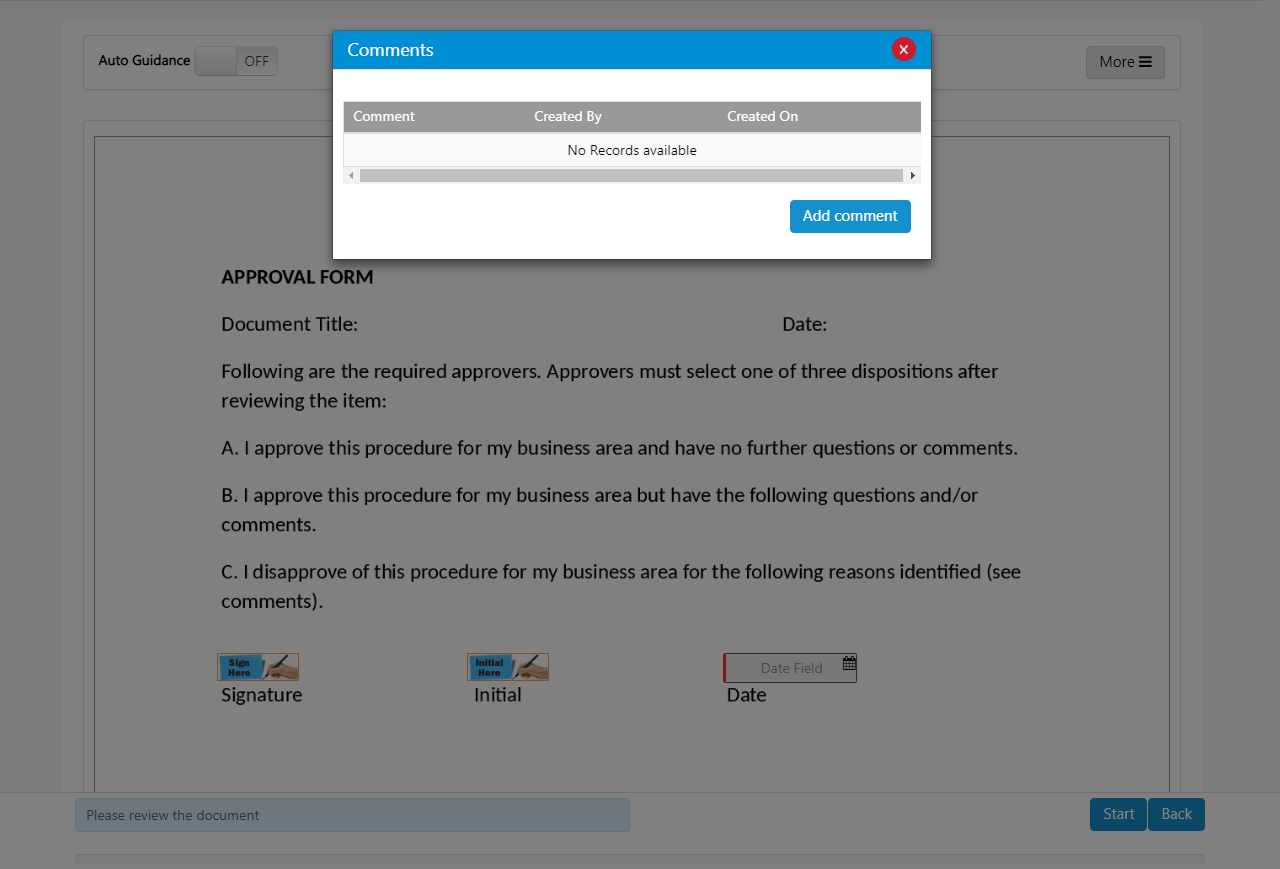 Comments
Auto Guidance OFF
More
Comment Created By Created On
No Records available
Add comment
APPROVAL FORM
Document Title: Date:
Following are the required approvers. Approvers must select one of three dispositions after
reviewing the item:
A. I approve this procedure for my business area and have no further questions or comments.
B. I approve this procedure for my business area but have the following questions and/or
comments.
C. I disapprove of this procedure for my business area for the following reasons identified (see
comments).
Sign
Here
Initial
Here
Date Field
Signature Initial Date
Please review the document
Start Back